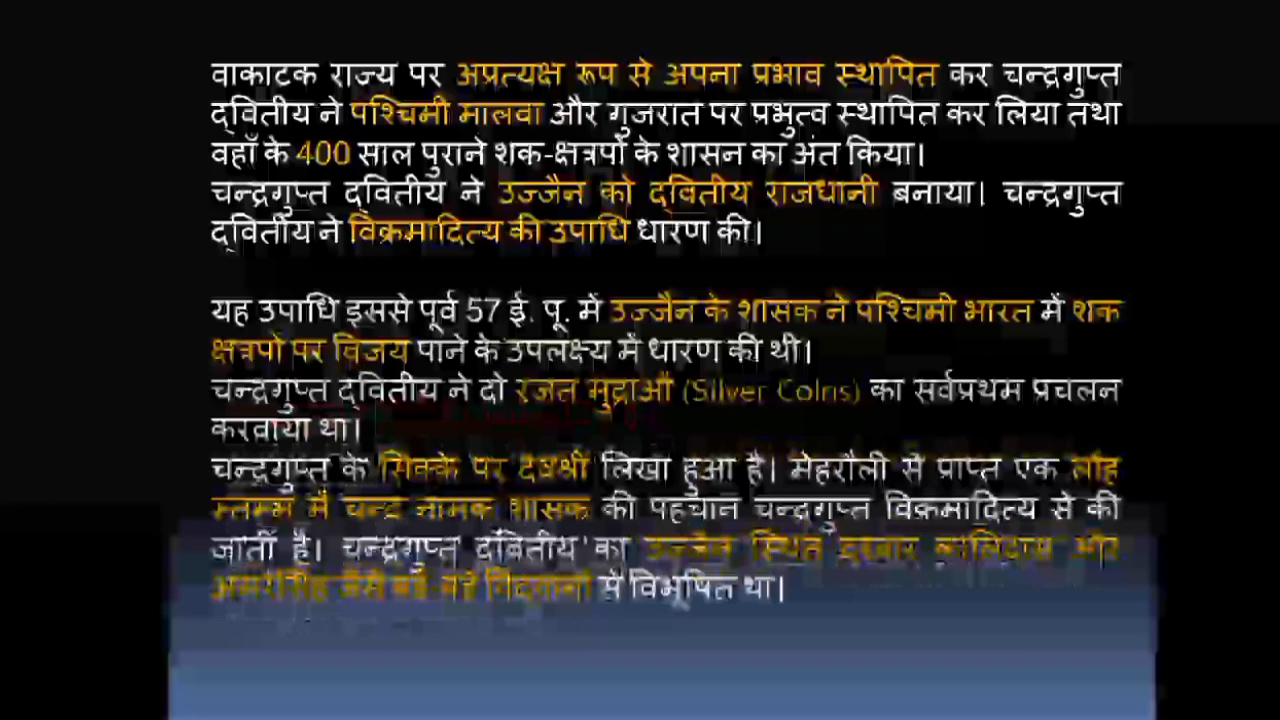 वाकाटक राज्य पर अप्रत्यक्ष रूप से अपना प्रभाव स्थापित कर चन्द्रगुप्त
द्वितीय ने पश्चिमी मालवा और गुजरात पर प्रभुत्व स्थापित कर लिया तथा
वहाँ के 400 साल पुराने शक-क्षत्रपों के शासन का अंत किया।
चन्द्रगुप्त द्वितीय ने उज्जैन को द्वितीय राजधानी बनाया। चन्द्रगुप्त
द्वितीय ने विक्रमादित्य की उपाधि धारण की।
यह उपाधि इससे पूर्व 57 ई. पू. में उज्जैन के शासक ने पश्चिमी भारत में शक
क्षत्रपों पर विजय पाने के उपलक्ष्य में धारण की थी।
चन्द्रगुप्त द्वितीय ने दो रजत मुद्राओं (Silver Coins) का सर्वप्रथम प्रचलन
करवाया था।
चन्द्रगुप्त के सिक्के पर देवश्री लिखा हुआ है। मेहरौली से प्राप्त एक लौह
स्तम्भ में चन्द्र नामक शासक की पहचान चन्द्रगुप्त विक्रमादित्य से की
जाती है। चन्द्रगुप्त द्वितीय का उज्जैन स्थित दरबार कालिदास और
अमरसिंह जैसे बड़े-बड़े विद्वानों से विभूषित था।